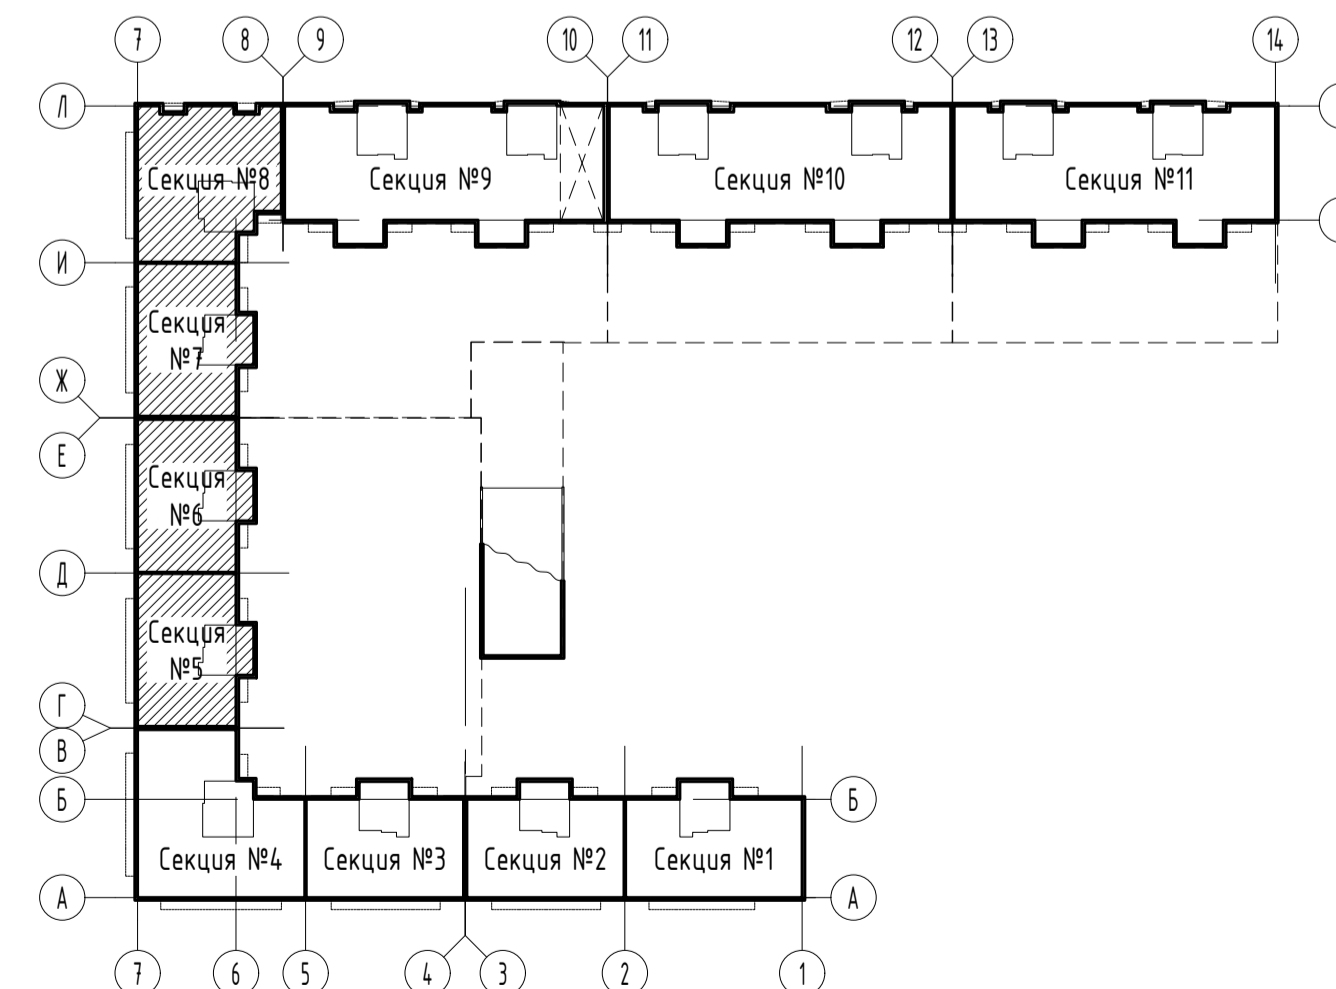 7 8 9 10 11 12 13 14
Л
Секция №8 Секция №9 Секция №10 Секция №11
И
Секция
№7
Ж
Е
Секция
№6
Д
Секция
№5
Г
В
Б Б
Секция №4 Секция №3 Секция №2 Секция №1
А А
7 6 5 4 3 2 1